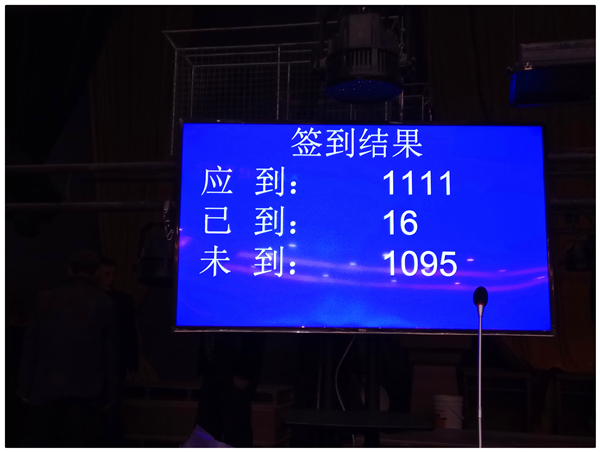 签到结果
应 到： 1111
已 到： 16
未 到： 1095